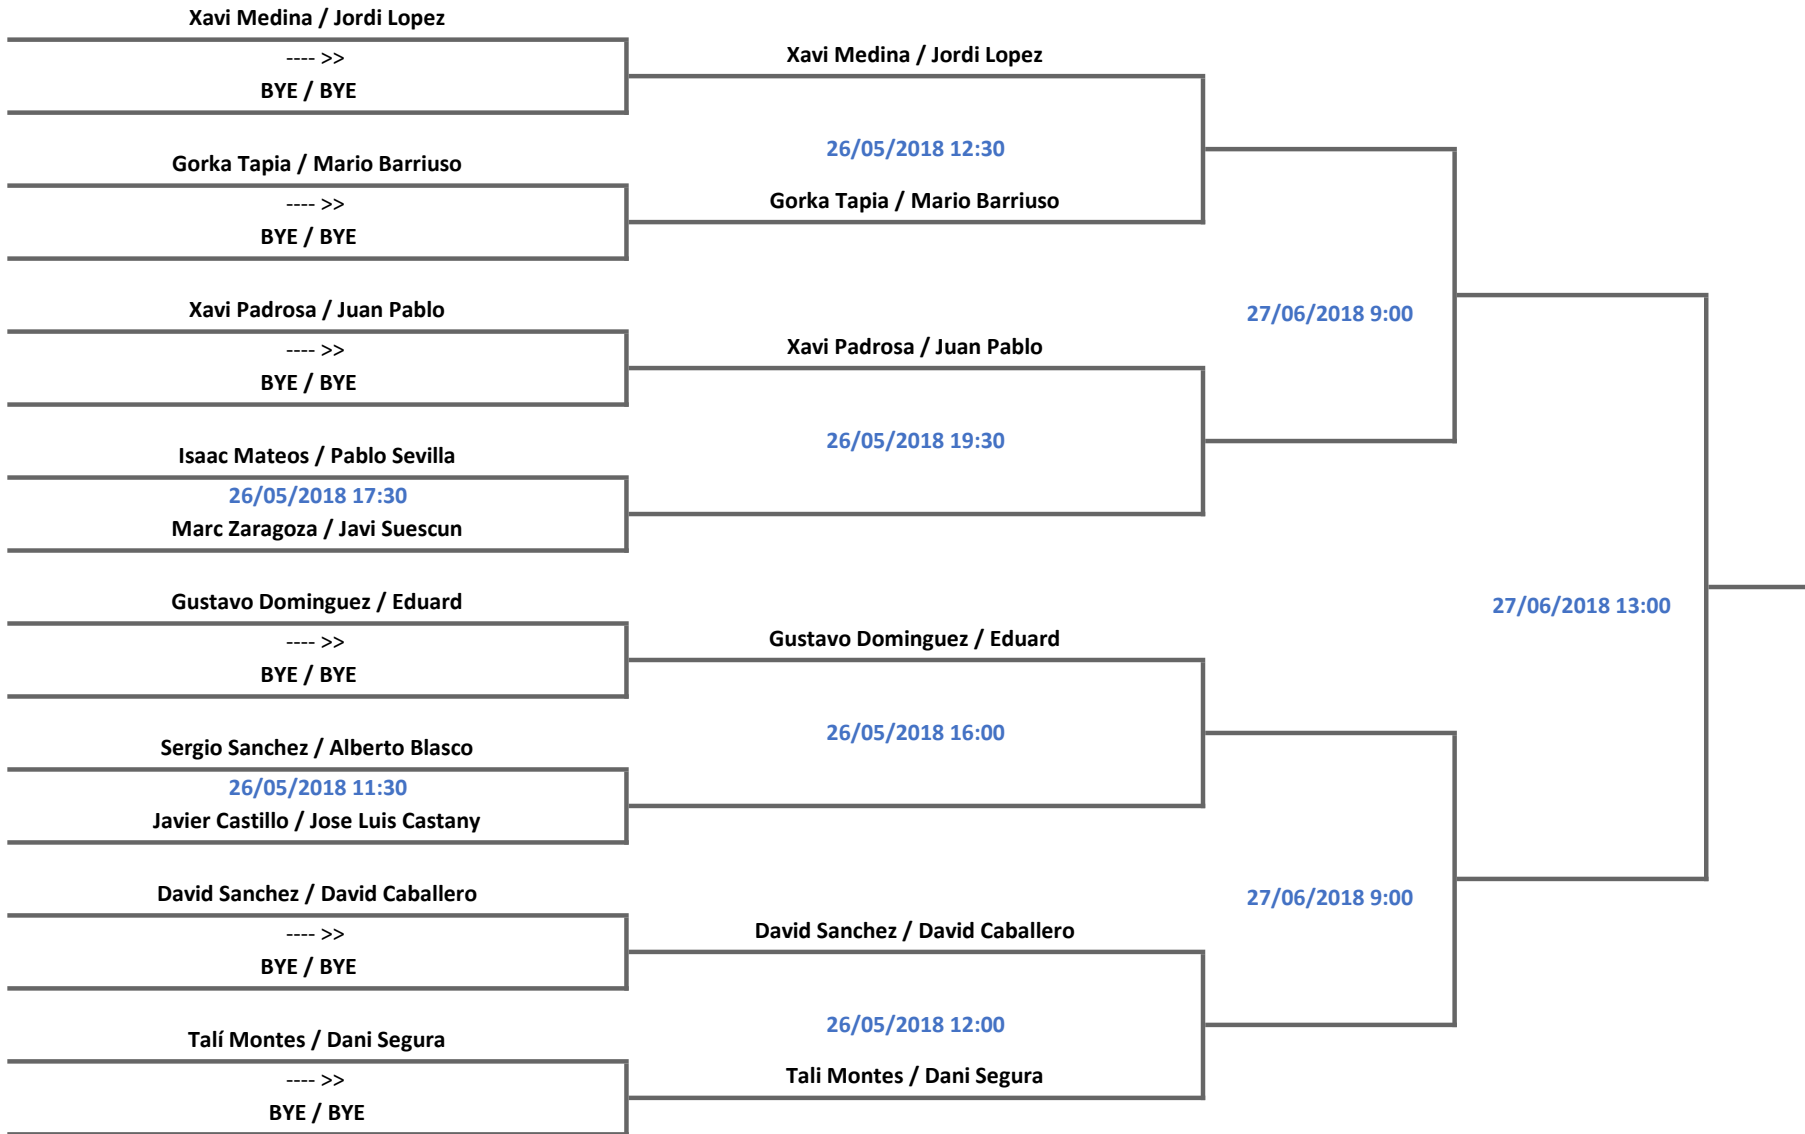 Xavi Medina / Jordi Lopez
---- >>
BYE / BYE
Gorka Tapia / Mario Barriuso
---- >>
BYE / BYE
Xavi Padrosa / Juan Pablo
---- >>
BYE / BYE
Isaac Mateos / Pablo Sevilla
26/05/2018 17:30
Marc Zaragoza / Javi Suescun
Gustavo Dominguez / Eduard
---- >>
BYE / BYE
Sergio Sanchez / Alberto Blasco
26/05/2018 11:30
Javier Castillo / Jose Luis Castany
David Sanchez / David Caballero
---- >>
BYE / BYE
Talí Montes / Dani Segura
---- >>
BYE / BYE
Xavi Medina / Jordi Lopez
26/05/2018 12:30
Gorka Tapia / Mario Barriuso
Xavi Padrosa / Juan Pablo
26/05/2018 19:30
Gustavo Dominguez / Eduard
26/05/2018 16:00
David Sanchez / David Caballero
26/05/2018 12:00
Tali Montes / Dani Segura
27/06/2018 9:00
27/06/2018 9:00
27/06/2018 13:00